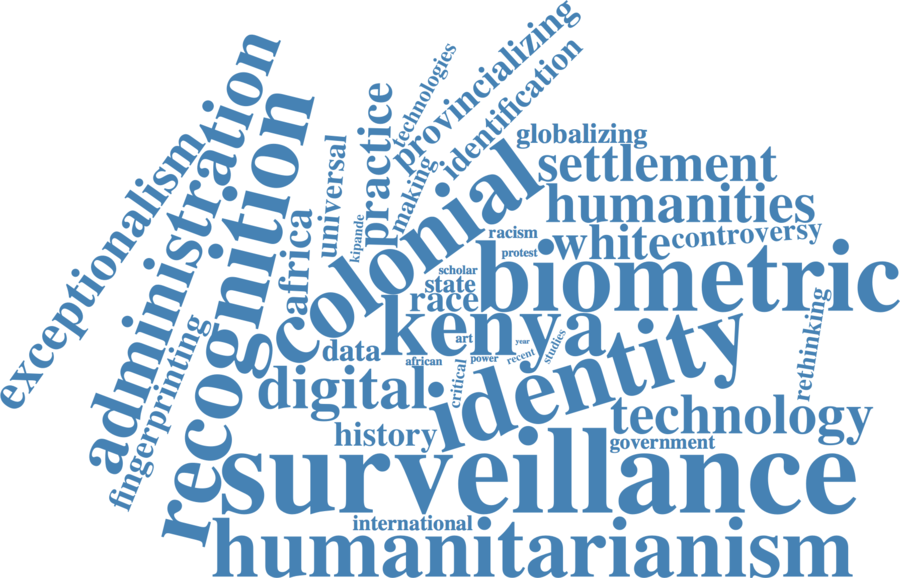 provincializing
technologies
identification
administration
exceptionalism
recognition
practice
universal
making
kipande
africa
colonial
globalizing
settlement
humanities
racism
white
controversy
protest
biometric
scholar
state
race
kenya
art
year
data
african
power
recent
studies
critical
rethinking
fingerprinting
digital
identity
technology
history
government
surveillance
international
humanitarianism